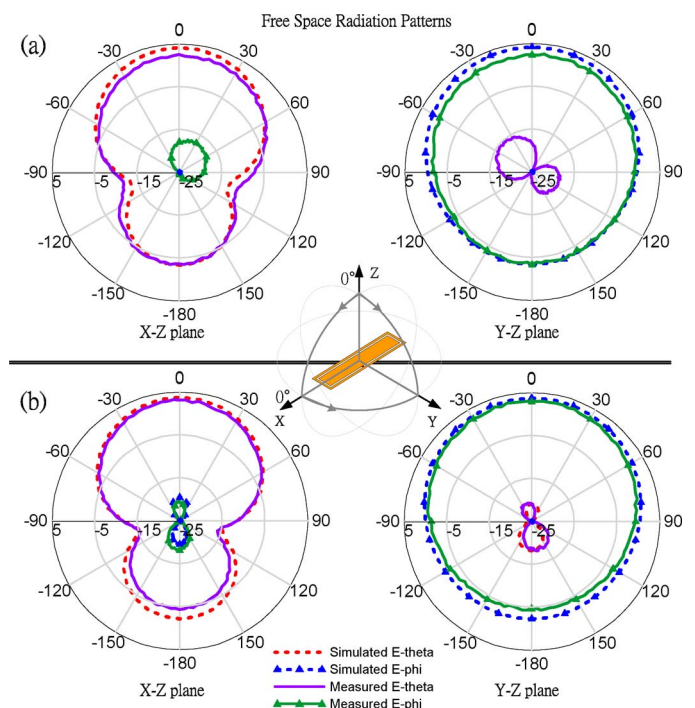 Free Space Radiation Patterns
(a)
0
-30 30
-60 60
-90 90
5 -5 -15 -25
-120 120
-150 150
-180
X-Z plane
0
-30 30
-60 60
-90 90
5 -5 -15 -25
-120 120
-150 150
-180
Y-Z plane
0° Z
0°
X Y
(b)
0
-30 30
-60 60
-90 90
5 -5 -15 -25
-120 120
-150 150
-180
X-Z plane
0
-30 30
-60 60
-90 90
5 -5 -15 -25
-120 120
-150 150
-180
Y-Z plane
Simulated E-theta
Simulated E-phi
Measured E-theta
Measured E-phi